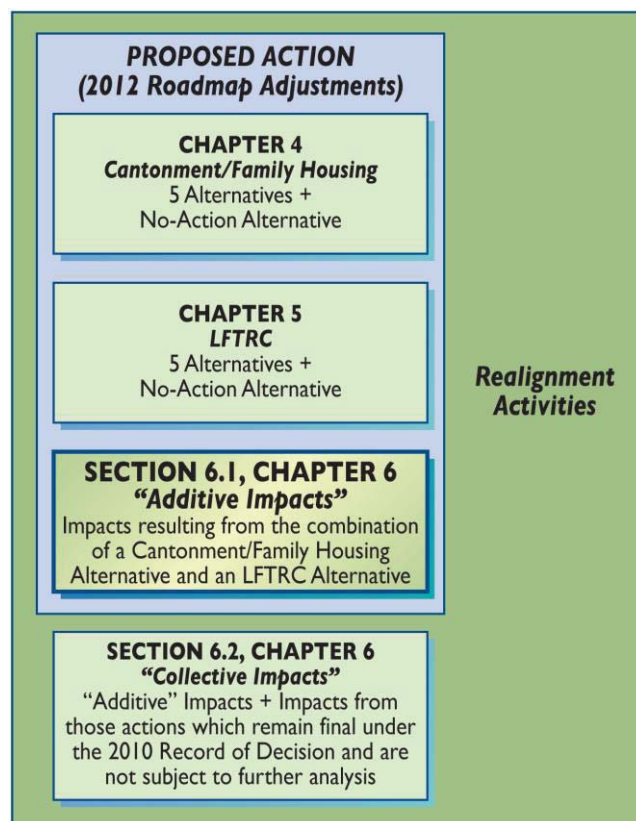 PROPOSED ACTION
(2012 Roadmap Adjustments)
CHAPTER 4
Cantonment/Family Housing
5 Alternatives +
No-Action Alternative
CHAPTER 5
LFTRC
5 Alternatives +
No-Action Alternative
SECTION 6.1, CHAPTER 6
“Additive Impacts”
Impacts resulting from the combination
of a Cantonment/Family Housing
Alternative and an LFTRC Alternative
SECTION 6.2, CHAPTER 6
“Collective Impacts”
“Additive” Impacts + Impacts from
those actions which remain final under
the 2010 Record of Decision and are
not subject to further analysis
Realignment
Activities